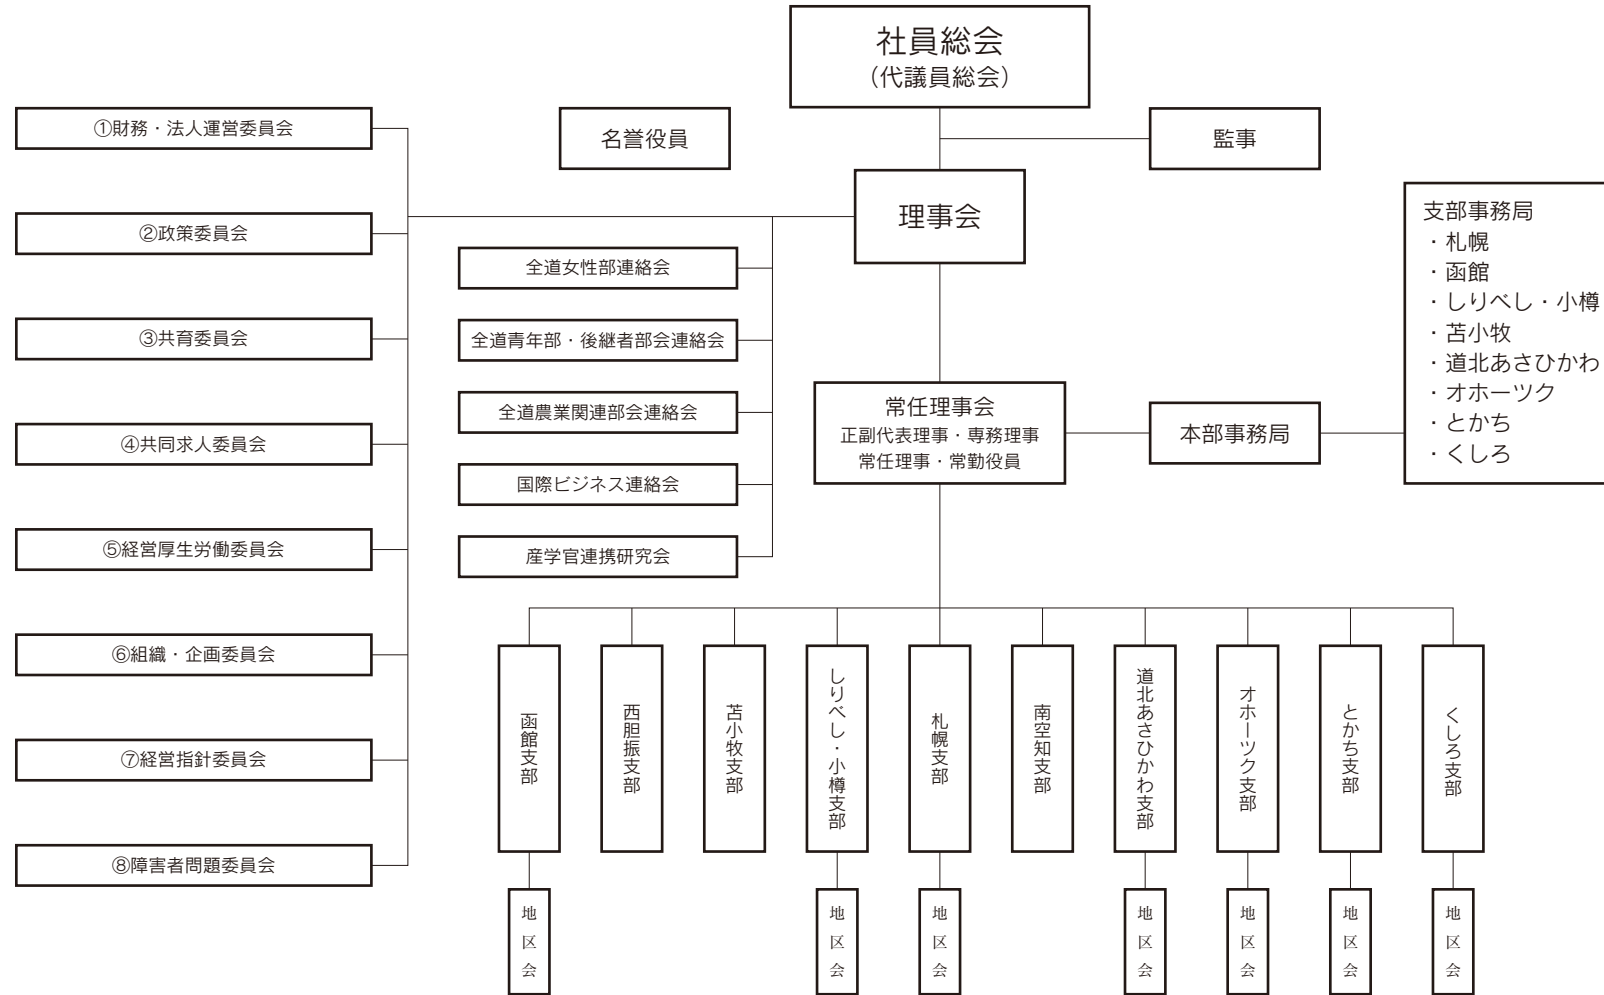 社員総会
（代議員総会）
名誉役員
監事
理事会
①財務・法人運営委員会
②政策委員会
③共育委員会
④共同求人委員会
⑤経営厚生労働委員会
⑥組織・企画委員会
⑦経営指針委員会
⑧障害者問題委員会
全道女性部連絡会
全道青年部・後継者部会連絡会
全道農業関連部会連絡会
国際ビジネス連絡会
産学官連携研究会
常任理事会
正副代表理事・専務理事
常任理事・常勤役員
本部事務局
支部事務局
・札幌
・函館
・しりべし・小樽
・苫小牧
・道北あさひかわ
・オホーツク
・とかち
・くしろ
函館支部
西胆振支部
苫小牧支部
しりべし・小樽支部
札幌支部
南空知支部
道北あさひかわ支部
オホーツク支部
とかち支部
くしろ支部
地区会
地区会
地区会
地区会
地区会
地区会
地区会